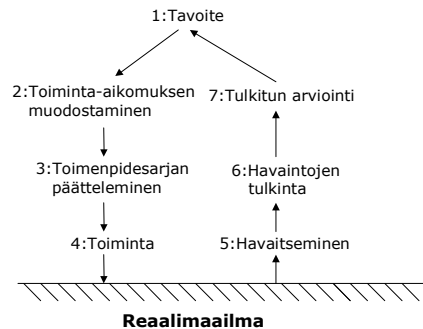 1:Tavoite
2:Toiminta-aikomuksen
muodostaminen
3:Toimenpidesarjan
päätteleminen
4:Toiminta
7:Tulkitun arviointi
6:Havaintojen
tulkinta
5:Havaitseminen
Reaalimaailma